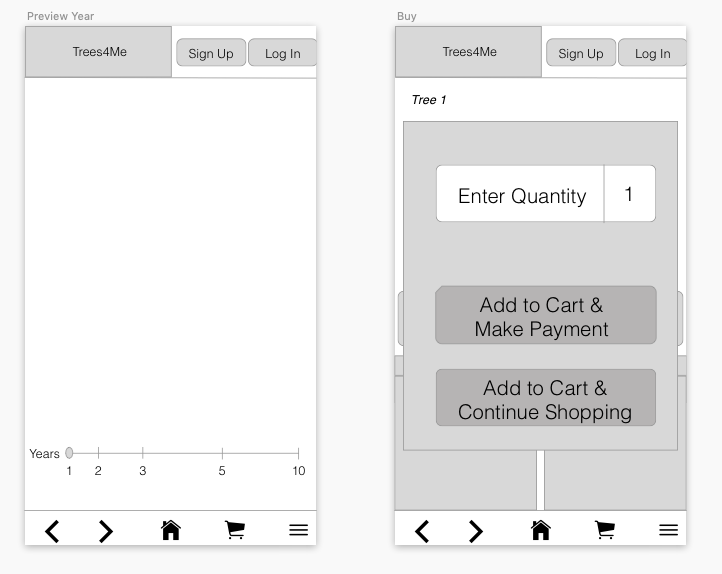 Preview Year
Trees4Me
Sign Up
Log In
Years
1 2 3 5 10
Buy
Trees4Me
Sign Up
Log In
Tree 1
Enter Quantity 1
Add to Cart &
Make Payment
Add to Cart &
Continue Shopping